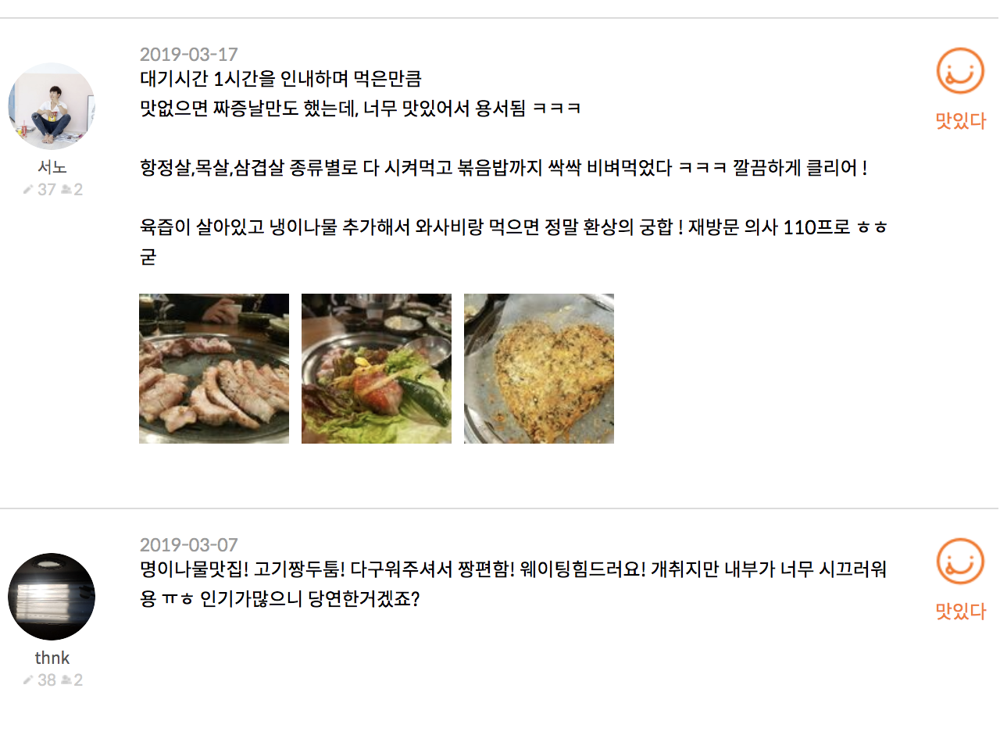 2019-03-17
대기시간 1시간을 인내하며 먹은만큼
맛없으면 짜증날만도 했는데, 너무 맛있어서 용서됨 ㅋㅋㅋ
맛있다
서노
37 2
항정살,목살,삼겹살 종류별로 다 시켜먹고 볶음밥까지 싹싹 비벼먹었다 ㅋㅋㅋ 깔끔하게 클리어 !
육즙이 살아있고 냉이나물 추가해서 와사비랑 먹으면 정말 환상의 궁합 ! 재방문 의사 110프로 ㅎㅎ
굳
2019-03-07
명이나물맛집! 고기짱두툼! 다구워주셔서 짱편함! 웨이팅힘드러요! 개취지만 내부가 너무 시끄러워
용 ㅠㅎ 인기가많으니 당연한거겠죠?
맛있다
thnk
38 2